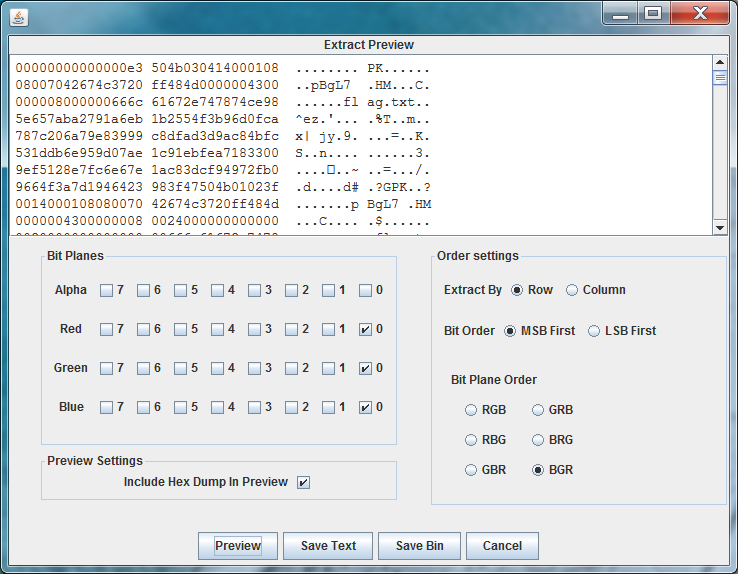 Extract Preview
00000000000000e3 504b030414000108 ........ PK......
08007042674c3720 ff484d0000004300 ..pBgL7 .HM...C.
000008000000666c 61672e747874ce98 ......fl ag.txt..
5e657aba2791a6eb 1b2554f3b96d0fca ^ez.'... .%T..m..
787c206a79e83999 c8dfad3d9ac84bfc x| jy.9. ...=..K.
531ddb6e959d07ae 1c91ebfea7183300 S..n.... ......3.
9ef5128e7fc6e67e 1ac83dcf94972fb0 ....□..~ ..=.../.
9664f3a7d1946423 983f47504b01023f .d....d# .?GPK..?
0014000108080070 42674c3720ff484d .......p BgL7 .HM
0000004300000008 0024000000000000 ...C.... .$......
Bit Planes
Alpha 7 6 5 4 3 2 1 0
Red 7 6 5 4 3 2 1 0
Green 7 6 5 4 3 2 1 0
Blue 7 6 5 4 3 2 1 0
Order settings
Extract By Row Column
Bit Order MSB First LSB First
Bit Plane Order
RGB GRB
RBG BRG
GBR BGR
Preview Settings
Include Hex Dump In Preview
Preview Save Text Save Bin Cancel